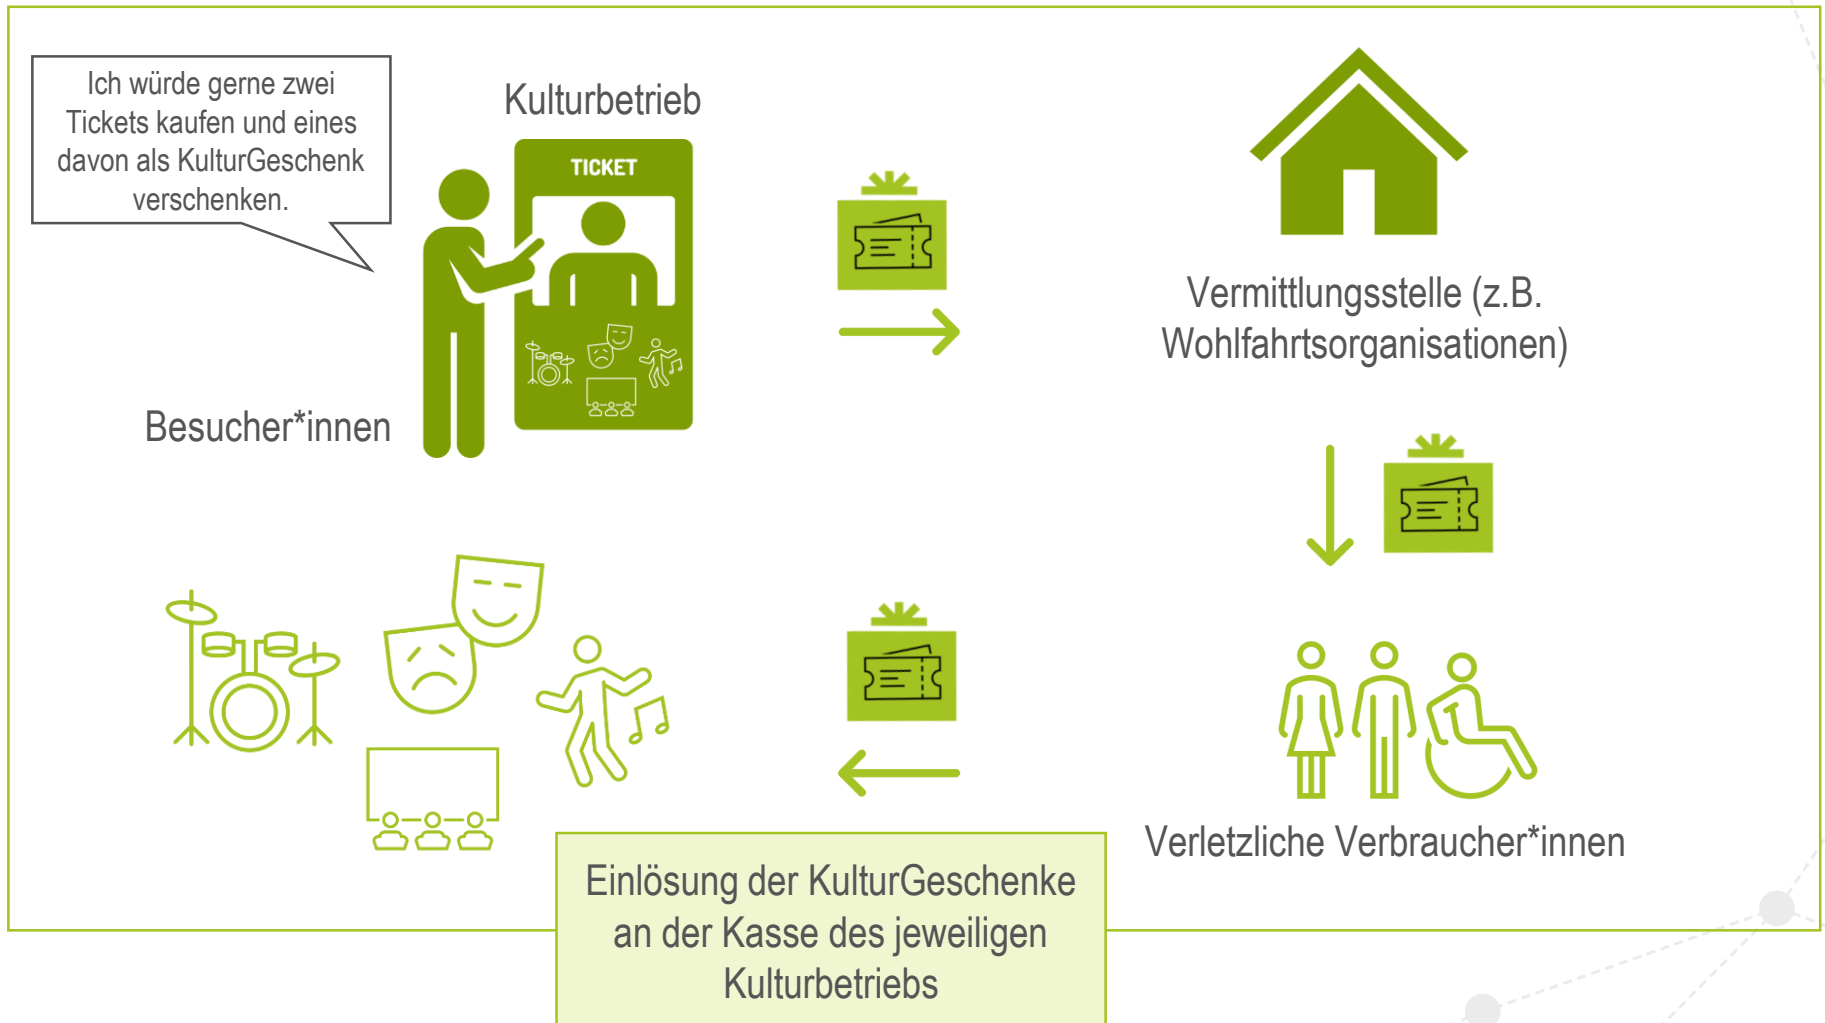 Ich würde gerne zwei
Tickets kaufen und eines
davon als KulturGeschenk
verschenken.
Kulturbetrieb
TICKET
Besucher*innen
Vermittlungsstelle (z.B.
Wohlfahrtsorganisationen)
Verletzliche Verbraucher*innen
Einlösung der KulturGeschenke
an der Kasse des jeweiligen
Kulturbetriebs